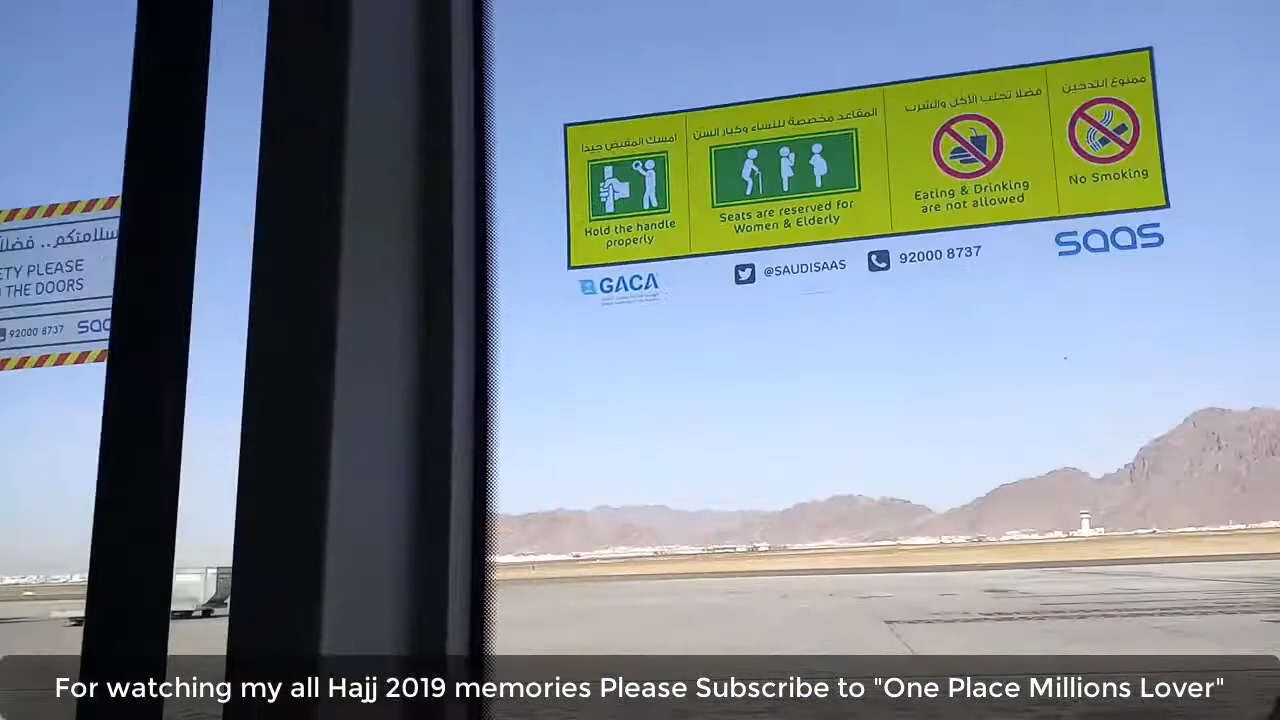 سلامتكم.. فضلا
ETY PLEASE
THE DOORS
92000 8737
امسك المقبض جيدا
Hold the handle
properly
المقاعد مخصصة للنساء وكبار السن
Seats are reserved for
Women & Elderly
فضلا تجنب الأكل والشرب
Eating & Drinking
are not allowed
ممنوع التدخين
No Smoking
GACA
@SAUDISAAS
92000 8737
saas
For watching my all Hajj 2019 memories Please Subscribe to "One Place Millions Lover"